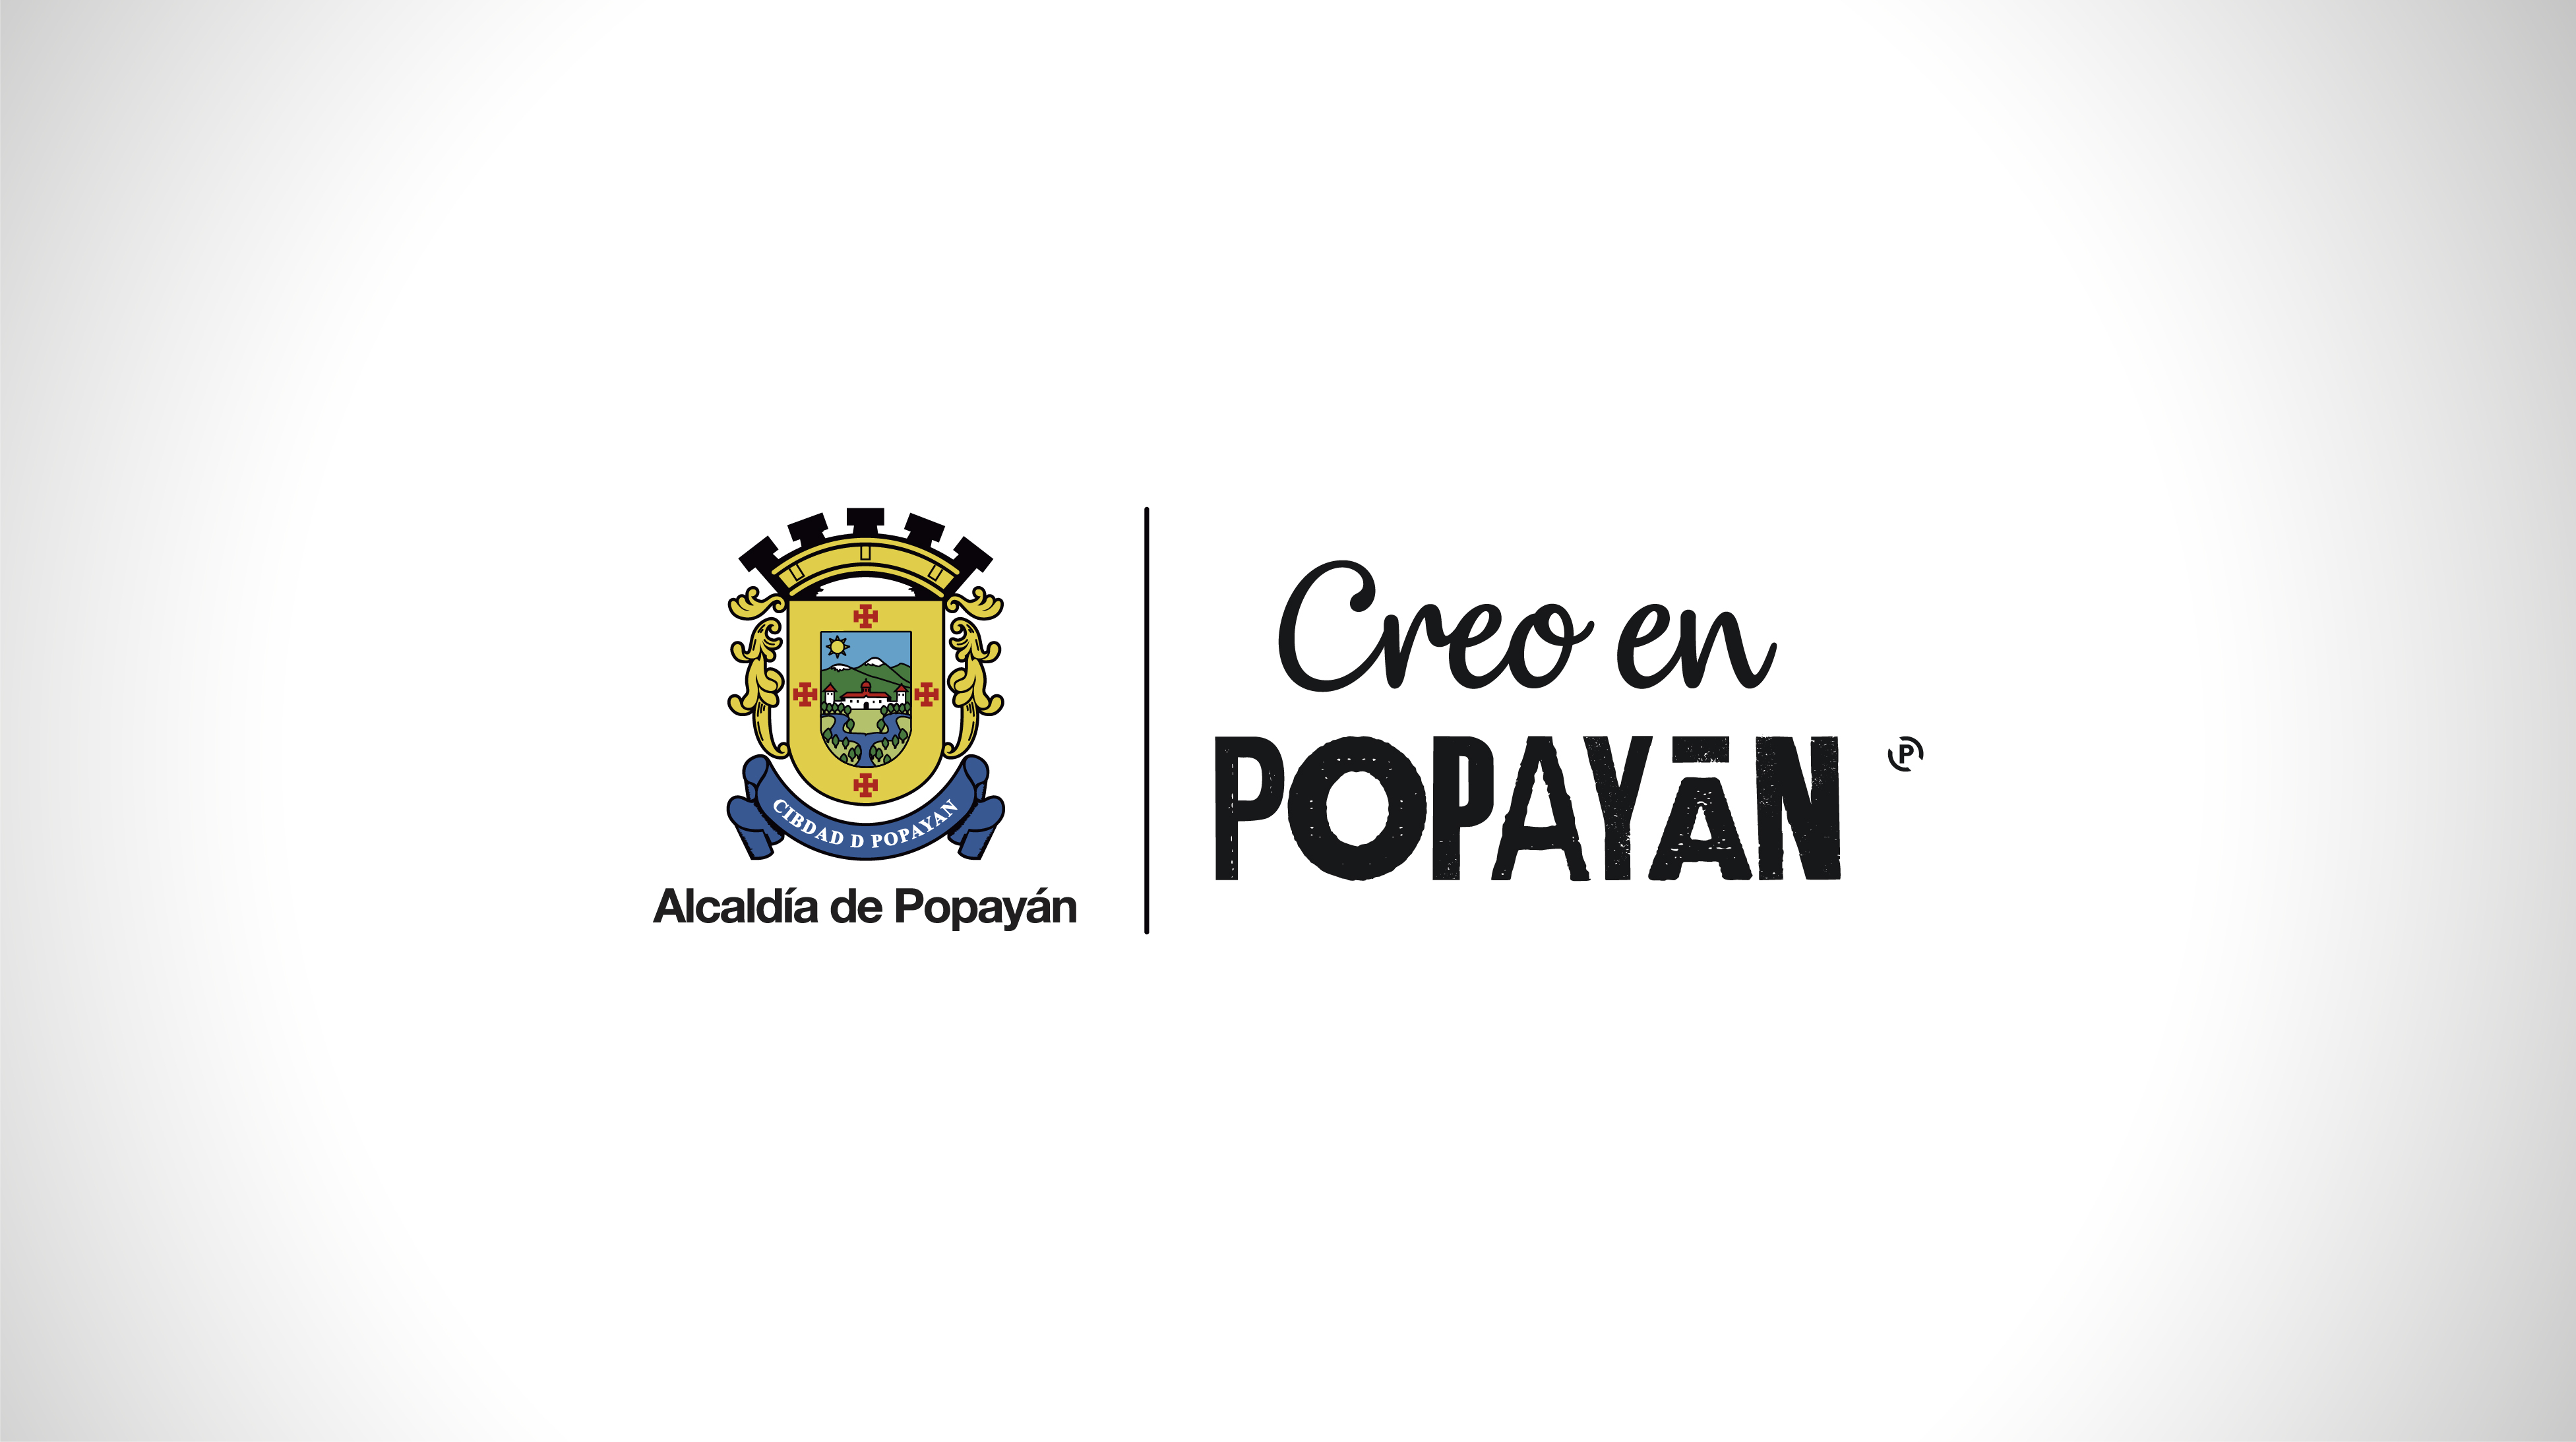 CIBDAD D POPAYAN
Alcaldía de Popayán
Creo en
POPAYĀN
P